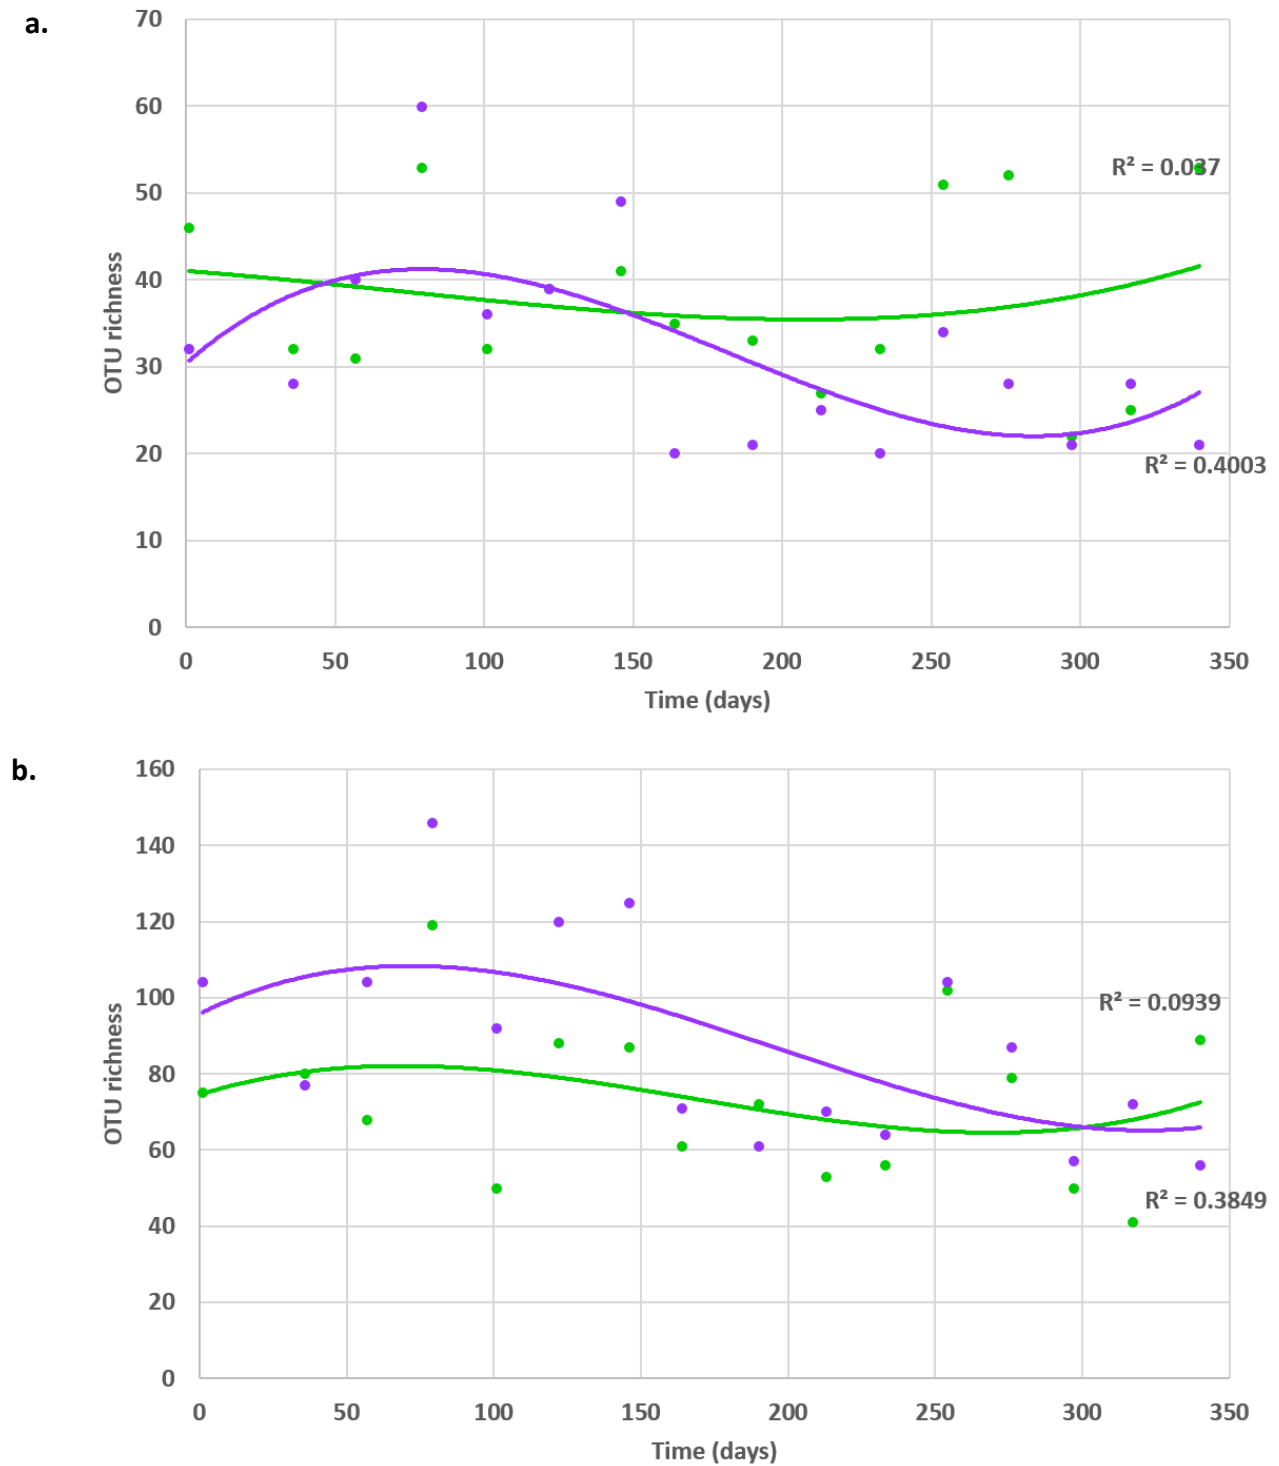 a.
70
60
50
40
30
20
10
0
OTU richness
R² = 0.037
R² = 0.4003
0 50 100 150 200 250 300 350
Time (days)
b.
160
140
120
100
80
60
40
20
0
OTU richness
R² = 0.0939
R² = 0.3849
0 50 100 150 200 250 300 350
Time (days)